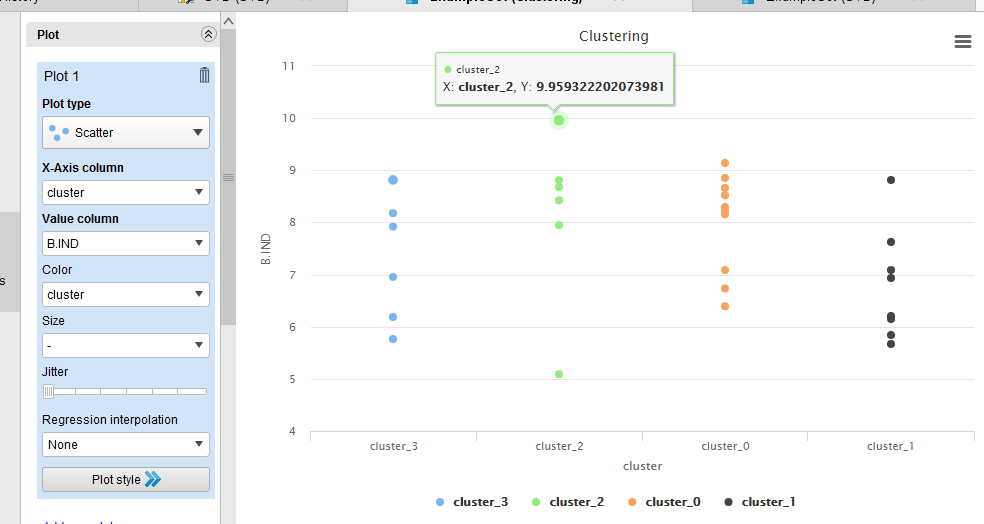 Plot
Plot 1
Plot type
Scatter
X-Axis column
cluster
Value column
B.IND
Color
cluster
Size
-
Jitter
Regression interpolation
None
Plot style
Clustering
cluster_2
X: cluster_2, Y: 9.959322202073981
11
10
9
8
7
6
5
4
B.IND
cluster_3 cluster_2 cluster_0 cluster_1
cluster
cluster_3 cluster_2 cluster_0 cluster_1